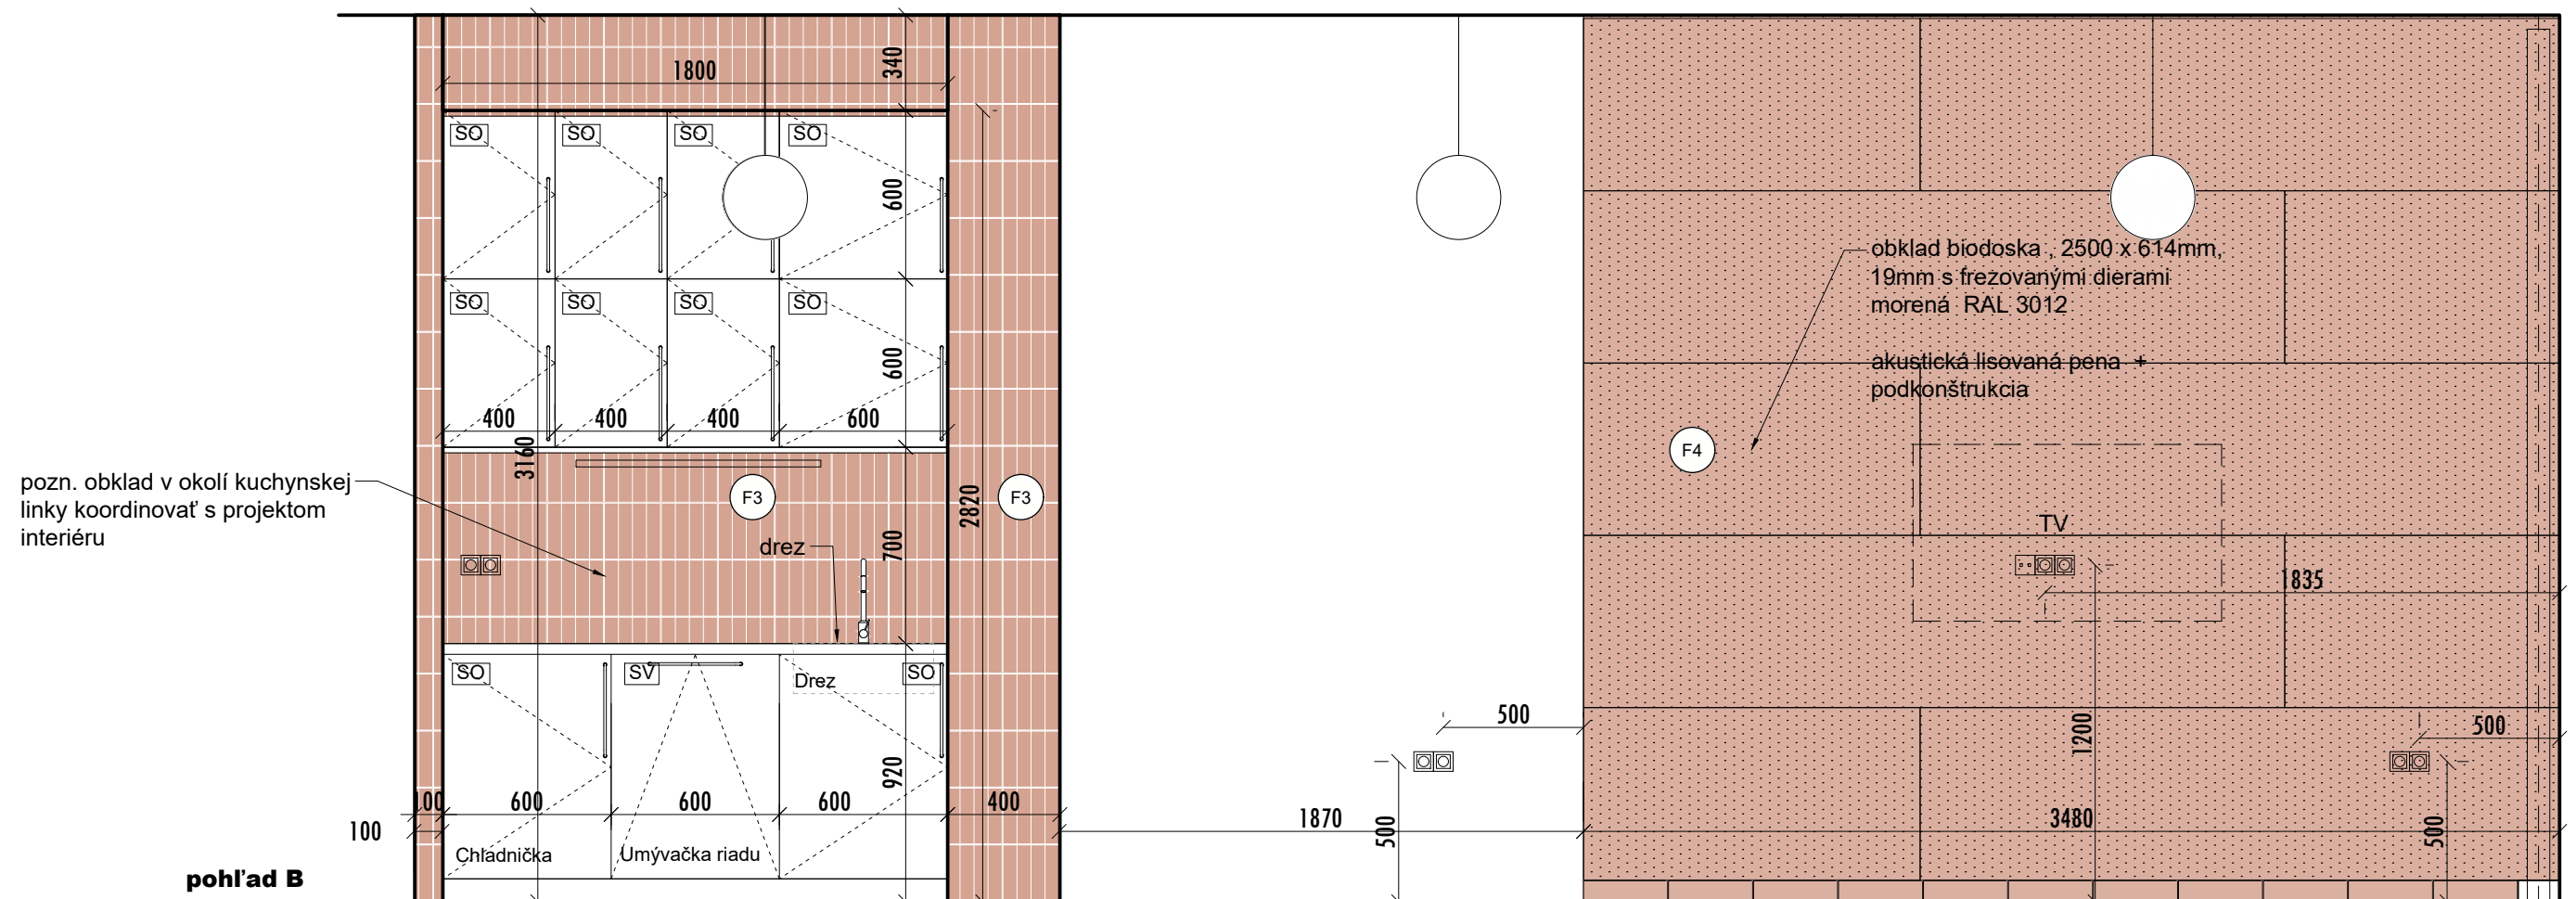 1800
340
SO SO SO SO
600
obklad biodoska , 2500 x 614mm,
19mm s frezovanými dierami
morená RAL 3012
SO SO SO SO
600
akustická lisovaná pena +
podkonštrukcia
400 400 400 600
3160
F4
pozn. obklad v okolí kuchynskej
linky koordinovať s projektom
interiéru
F3 F3
2820
TV
drez
700
1835
SO SV Drez SO
500
1200
500
920
100 600 600 600 400
100
1870
500
3480
500
Chladnička Umývačka riadu
pohľad B